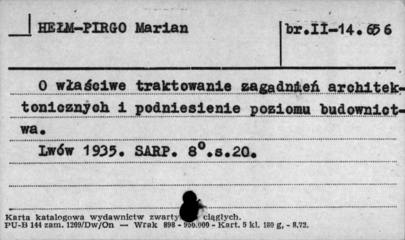 HEŁM-PIRGO Marian
br.II-14.656
O właściwe traktowanie zagadnień architek-
tonicznych i podniesienie poziomu budownict-
wa.
Lwów 1935. SARP. 8°.s.20.
Karta katalogowa wydawnictw zwarty ciągłych.
PU-B 144 zam. 1209/Dw/On — Wrak 898 - 950.000 - Kart. 5 kl. 180 g, - 8,72.